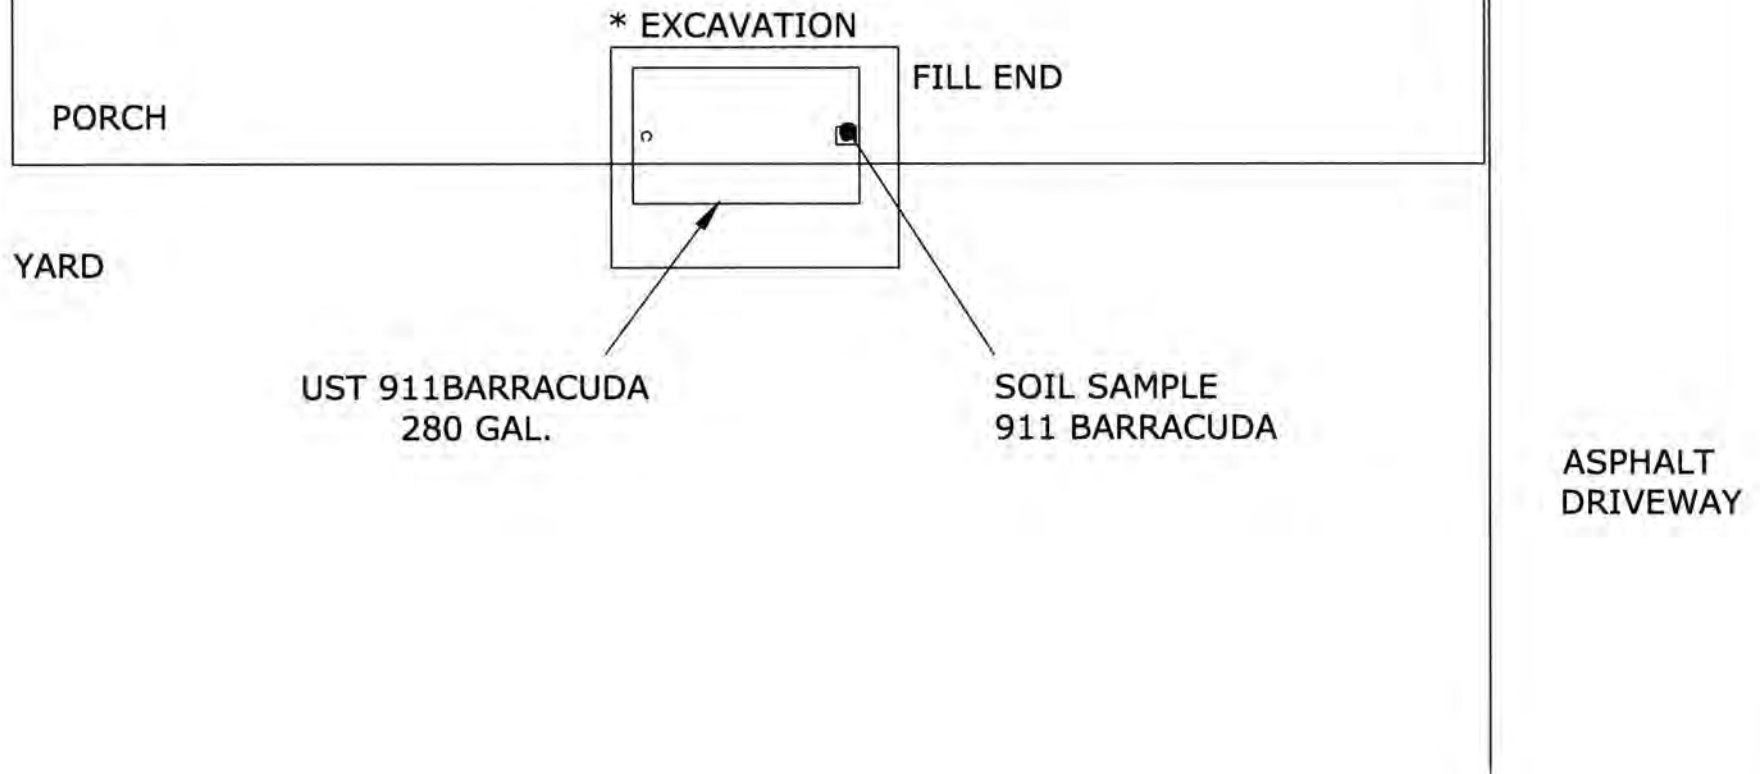 * EXCAVATION
FILL END
PORCH
C
YARD
UST 911BARRACUDA
280 GAL.
SOIL SAMPLE
911 BARRACUDA
ASPHALT
DRIVEWAY